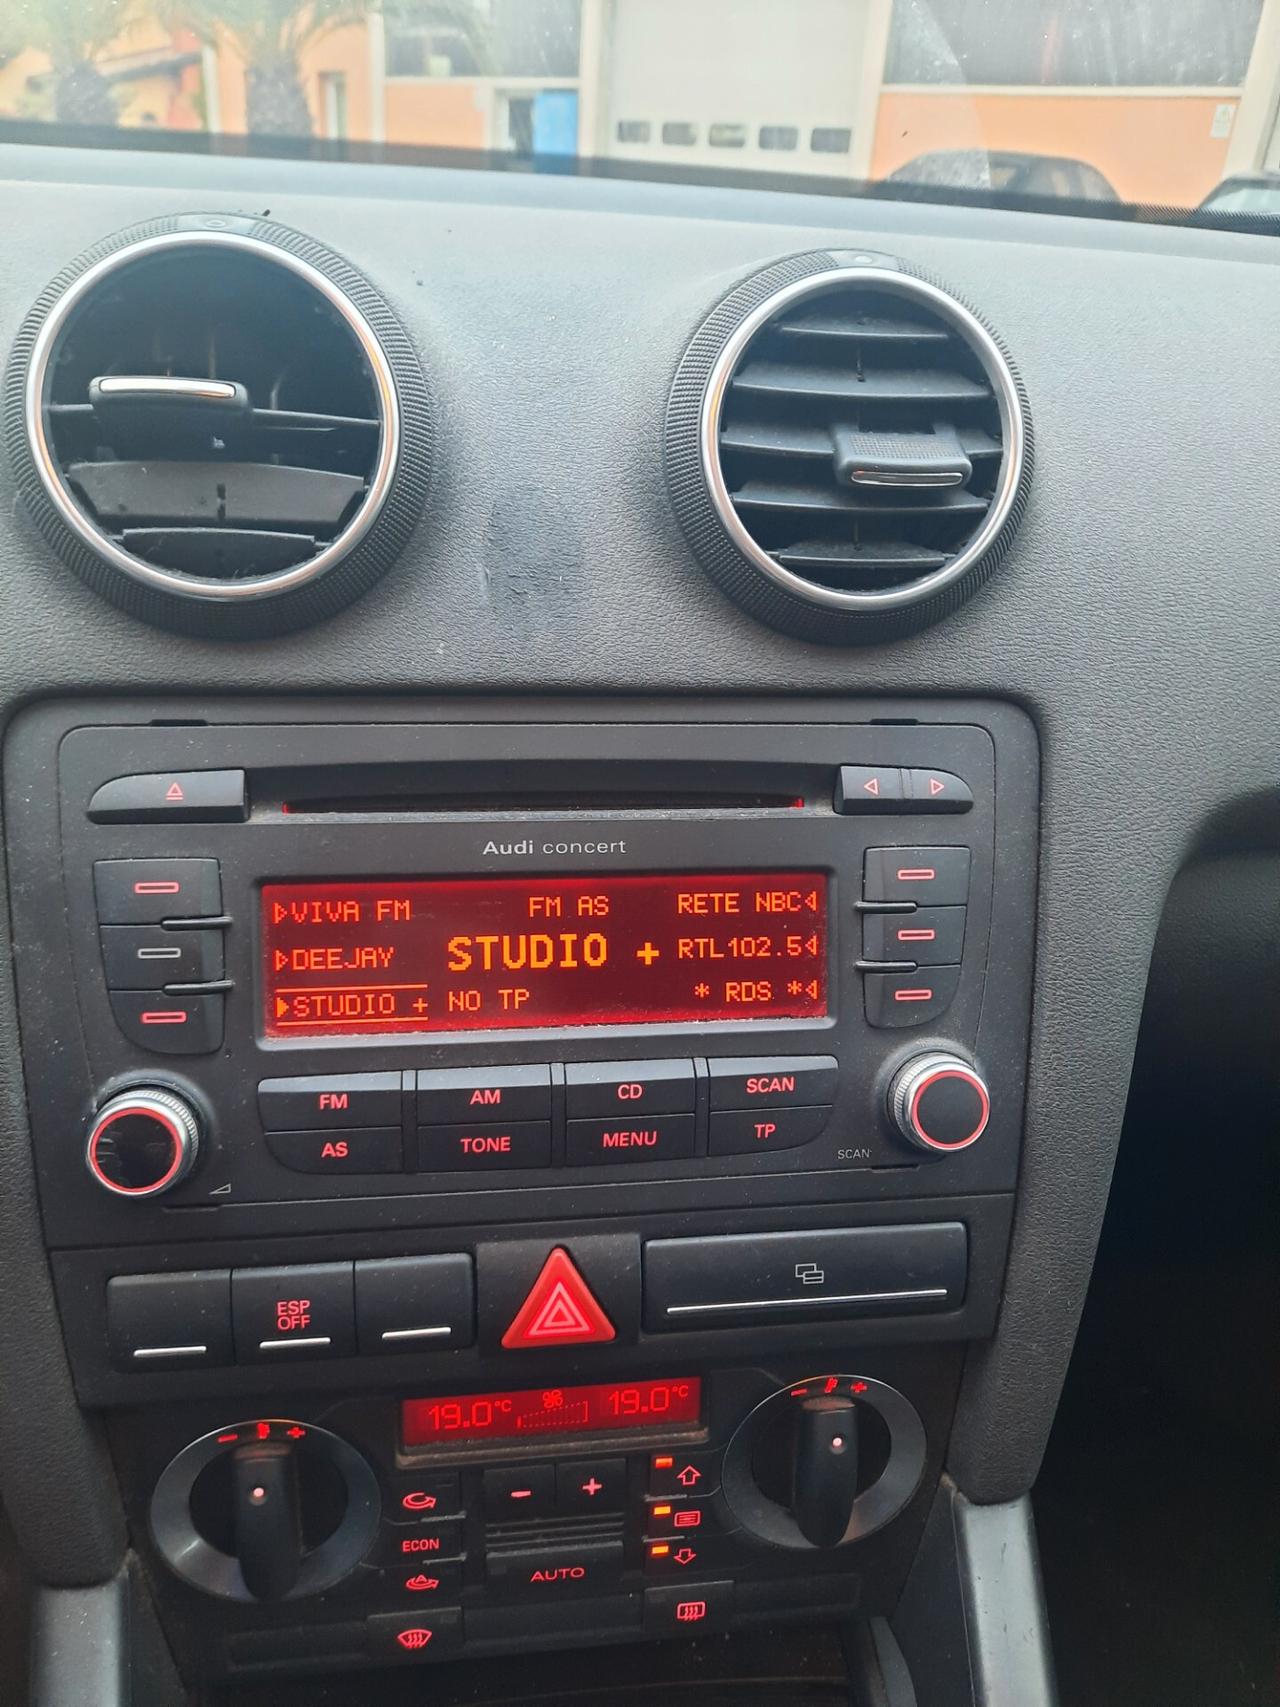 Audi concert
VIVA FM FM AS RETE NBC
DEEJAY STUDIO + RTL102.5
STUDIO + NO TP * RDS *
FM AM CD SCAN
AS TONE MENU TP
SCAN
ESP
OFF
19.0°C 19.0°C
- + - +
- +
ECON
AUTO